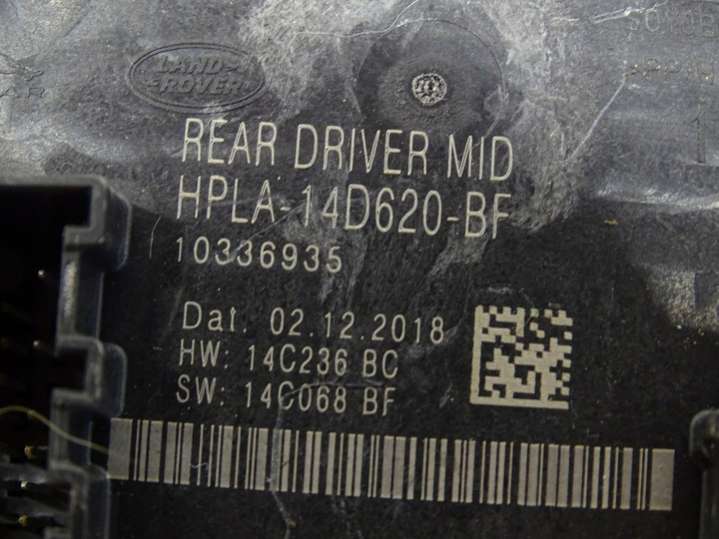 LAND
ROVER
REAR DRIVER MID
HPLA-14D620-BF
10336935
Dat. 02.12.2018
HW: 14C236 BC
SW: 14C068 BF